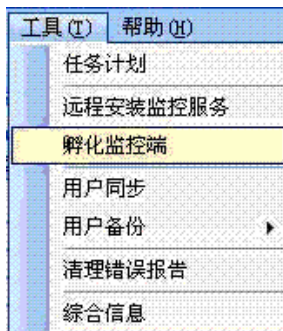 工具(T) 帮助(H)
任务计划
远程安装监控服务
孵化监控端
用户同步
用户备份
清理错误报告
综合信息